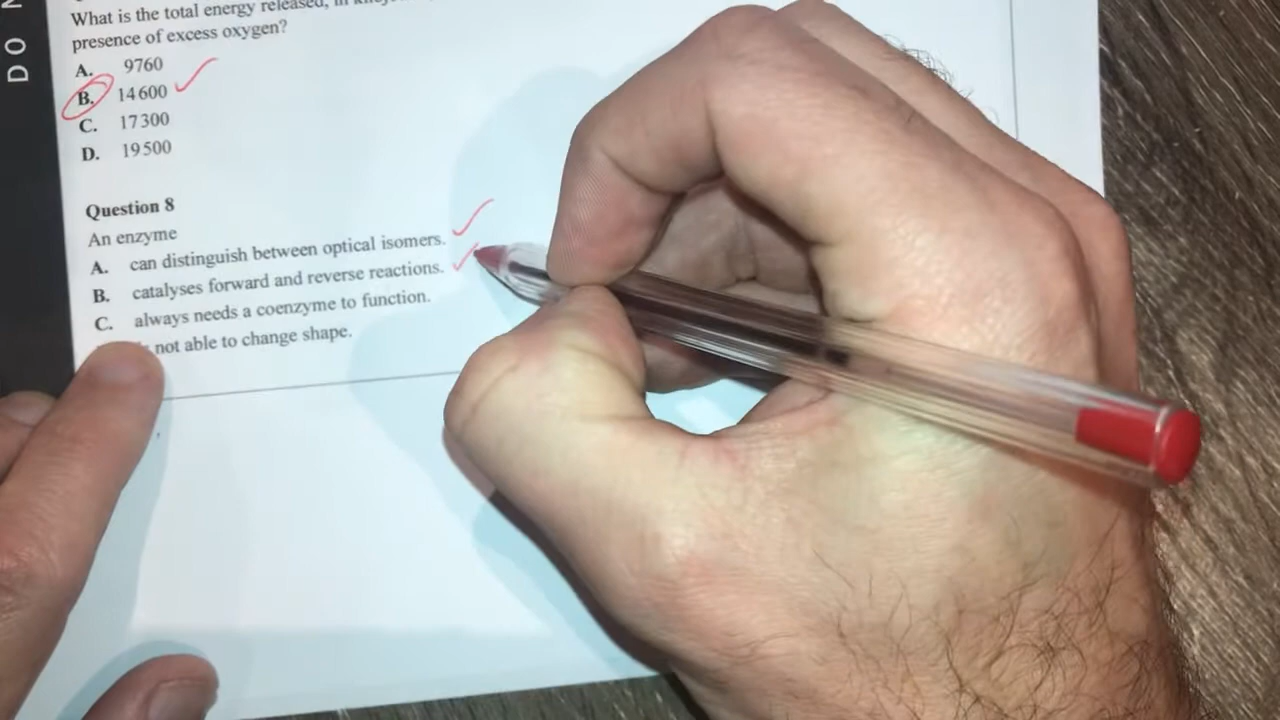 DO N
What is the total energy released, in
presence of excess oxygen?
A. 9760
B. 14600
C. 17300
D. 19500
Question 8
An enzyme
A. can distinguish between optical isomers.
B. catalyses forward and reverse reactions.
C. always needs a coenzyme to function.
not able to change shape.